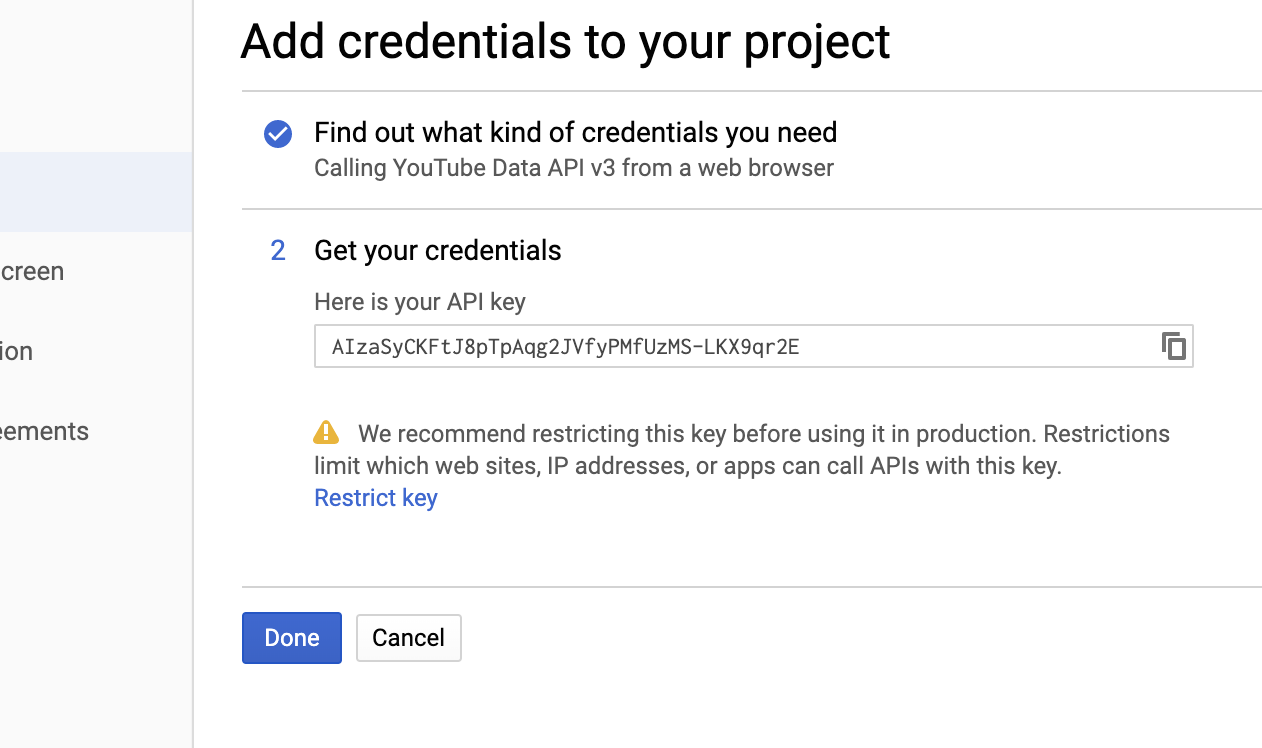 Add credentials to your project
Find out what kind of credentials you need
Calling YouTube Data API v3 from a web browser
creen
ion
eements
2 Get your credentials
Here is your API key
AIzaSyCKFtJ8pTpAqg2JVfyPMfUzMS-LKX9qr2E
We recommend restricting this key before using it in production. Restrictions
limit which web sites, IP addresses, or apps can call APIs with this key.
Restrict key
Done
Cancel